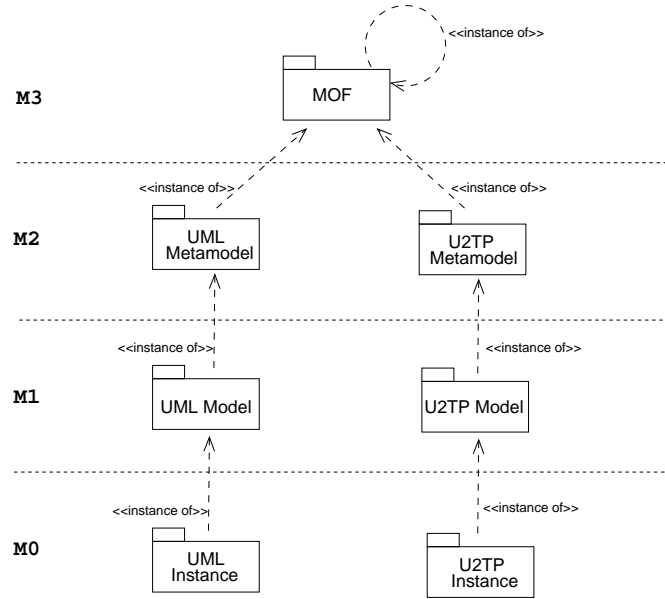 <<instance of>>
MOF
M3
<<instance of>>
<<instance of>>
UML
Metamodel
U2TP
Metamodel
M2
<<instance of>>
<<instance of>>
M1
UML Model
U2TP Model
<<instance of>>
<<instance of>>
M0
UML
Instance
U2TP
Instance